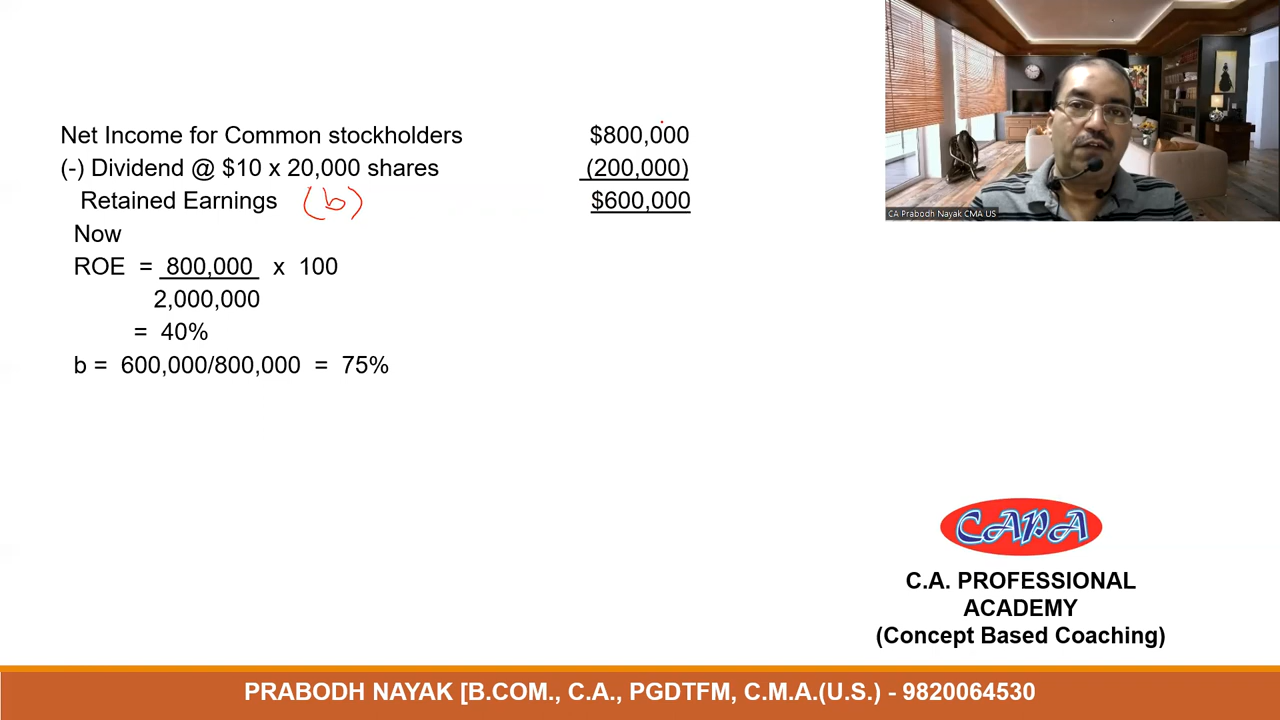 Net Income for Common stockholders $800,000
(-) Dividend @ $10 x 20,000 shares (200,000)
Retained Earnings (b) $600,000
Now
ROE = 800,000 x 100
2,000,000
= 40%
b = 600,000/800,000 = 75%
CA Prabodh Nayak CMA US
CAPA
C.A. PROFESSIONAL
ACADEMY
(Concept Based Coaching)
PRABODH NAYAK [B.COM., C.A., PGDTFM, C.M.A.(U.S.) - 9820064530